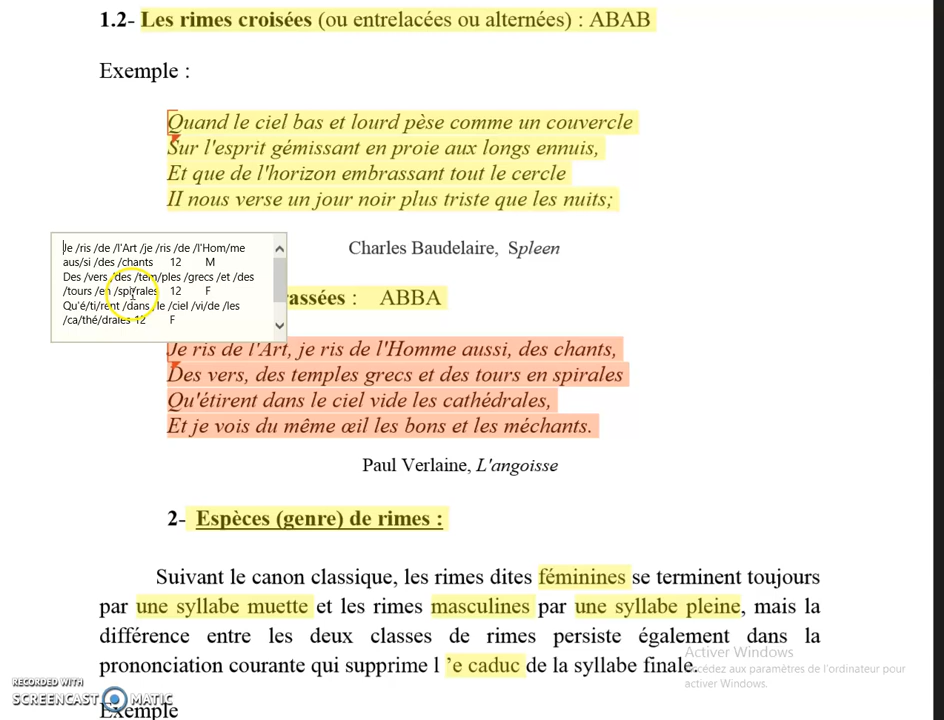 1.2- Les rimes croisées (ou entrelacées ou alternées) : ABAB
Exemple :
Quand le ciel bas et lourd pèse comme un couvercle
Sur l'esprit gémissant en proie aux longs ennuis,
Et que de l'horizon embrassant tout le cercle
II nous verse un jour noir plus triste que les nuits;
Charles Baudelaire, Spleen
Je /ris /de /l'Art /je /ris /de /l'Hom/me
aus/si /des /chants 12 M
Des /vers /des /tem/ples /grecs /et /des
/tours /en /spirales 12 F
Qu'é/ti/rent /dans /le /ciel /vi/de /les
/ca/thé/drales 12 F
assées : ABBA
Je ris de l'Art, je ris de l'Homme aussi, des chants,
Des vers, des temples grecs et des tours en spirales
Qu'étirent dans le ciel vide les cathédrales,
Et je vois du même œil les bons et les méchants.
Paul Verlaine, L'angoisse
2- Espèces (genre) de rimes :
Suivant le canon classique, les rimes dites féminines se terminent toujours
par une syllabe muette et les rimes masculines par une syllabe pleine, mais la
différence entre les deux classes de rimes persiste également dans la
prononciation courante qui supprime l 'e caduc de la syllabe finale.
Activer Windows
Accédez aux paramètres de l'ordinateur pour
activer Windows.
RECORDED WITH
SCREENCAST MATIC
Exemple